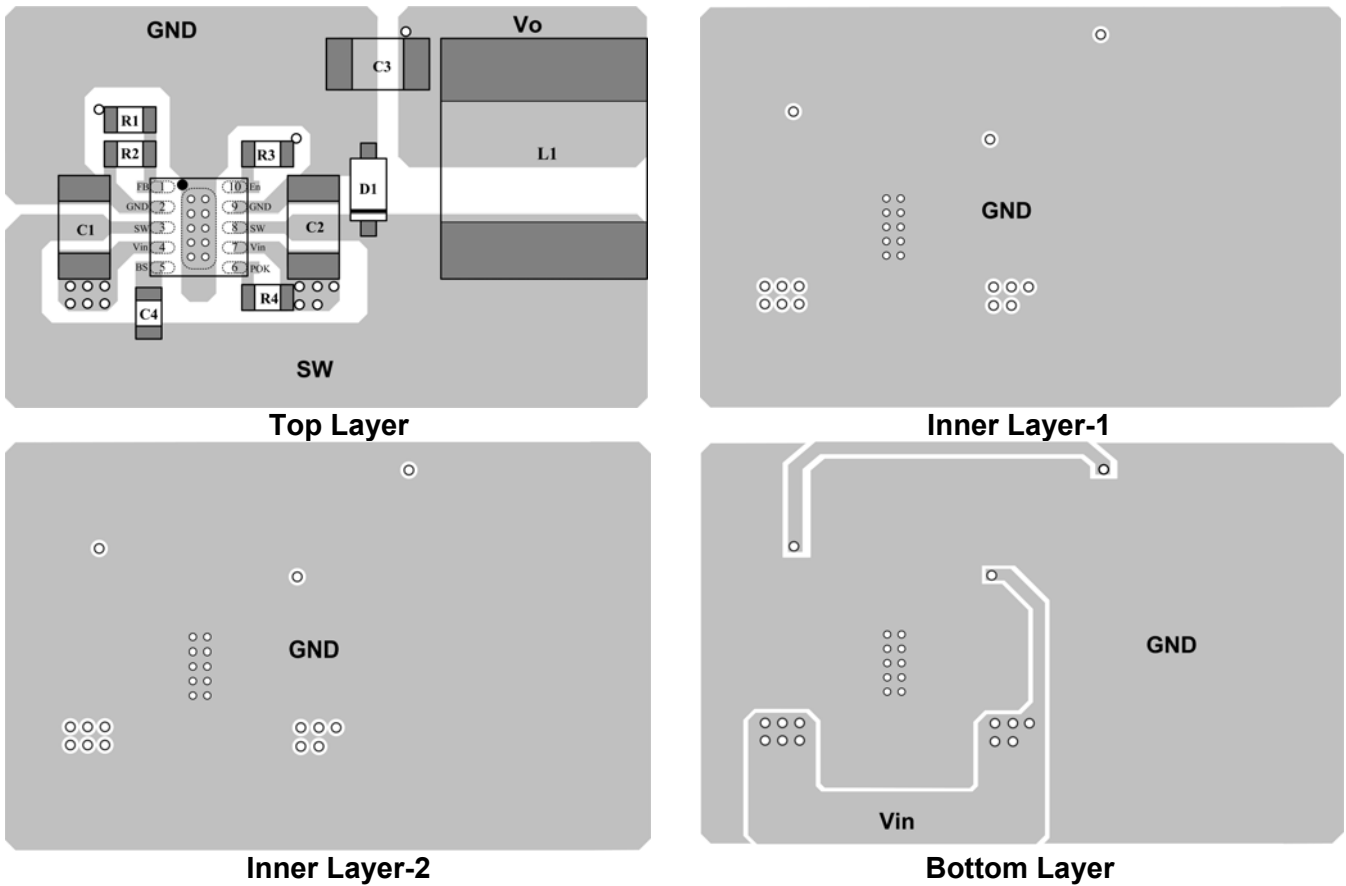 GND
Vo
C3
R1
R2
R3
L1
D1
FB 1
10 En
GND 2
9 GND
C1
SW 3
8 SW
C2
Vin 4
7 Vin
BS 5
6 POK
R4
C4
SW
Top Layer
GND
Inner Layer-1
GND
Inner Layer-2
GND
Vin
Bottom Layer